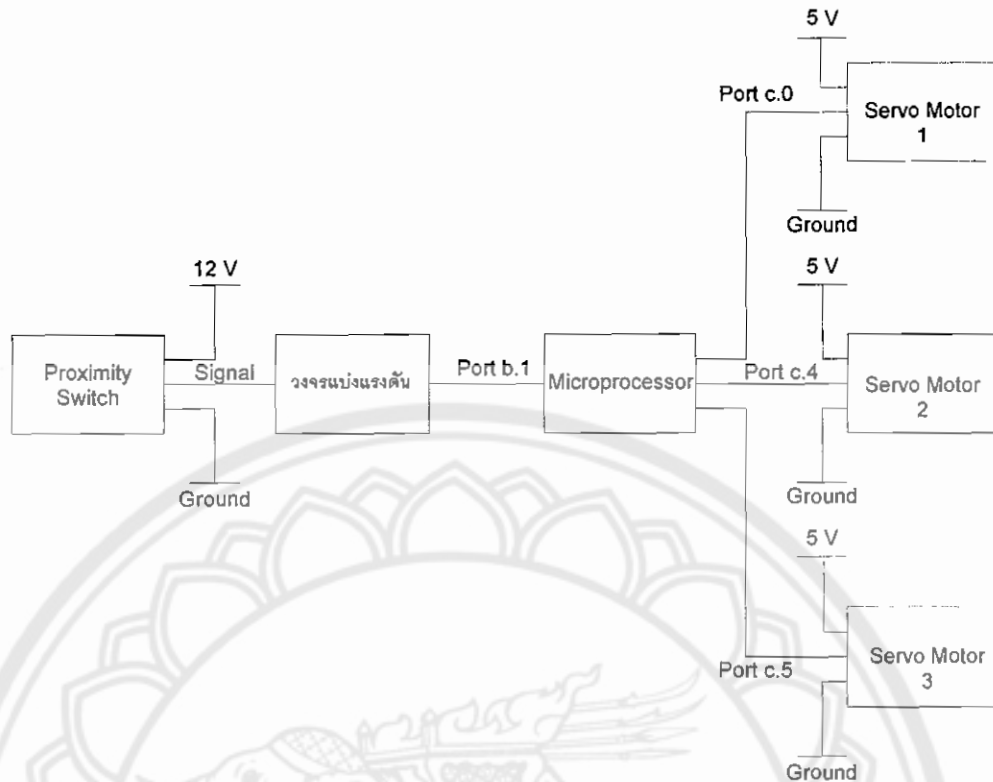 5 V
Port c.0
Servo Motor
1
Ground
12 V
5 V
Proximity
Switch
Signal
วงจรแบ่งแรงดัน
Port b.1
Microprocessor
Port c.4
Servo Motor
2
Ground
Ground
5 V
Port c.5
Servo Motor
3
Ground